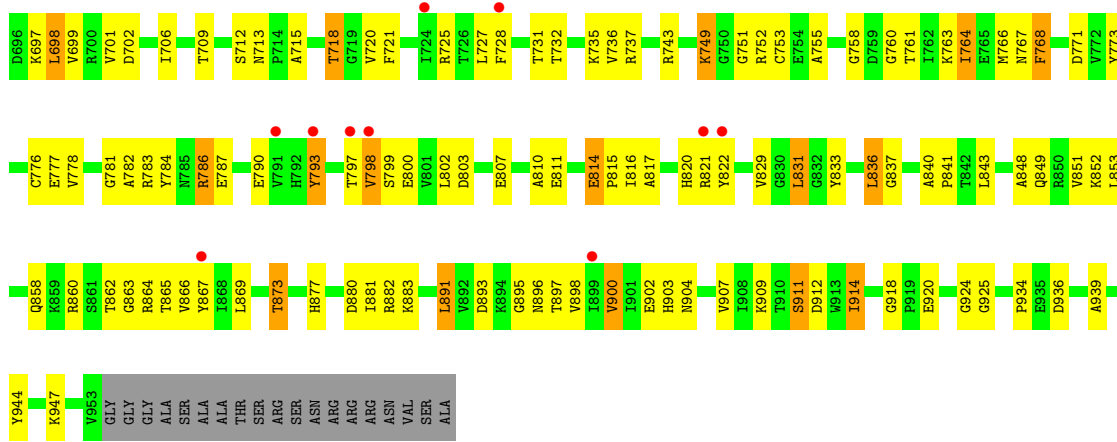 D696 K697 L698 V699 R700 V701 D702 I706 T709 S712 N713 P714 A715 T718 G719 V720 F721 I724 R725 T726 L727 F728 T731 T732 K735 V736 R737 R743 K749 G750 G751 R752 C753 E754 A755 G758 D759 G760 T761 I762 K763 I764 E765 M766 N767 F768 D771 V772 Y773
C776 E777 V778 G781 A782 R783 Y784 N785 R786 E787 E790 V791 H792 Y793 T797 V798 S799 E800 V801 L802 D803 E807 A810 E811 E814 P815 I816 A817 H820 R821 Y822 V829 G830 L831 G832 Y833 L836 G837 A840 P841 T842 L843 A848 Q849 R850 V851 K852 L853
Q858 K859 R860 S861 T862 G863 R864 T865 V866 Y867 I868 L869 T873 H877 D880 I881 R882 K883 L891 V892 D893 K894 G895 N896 T897 V898 I899 V900 I901 E902 H903 N904 V907 I908 K909 T910 S911 D912 W913 I914 G918 P919 E920 G924 G925 P934 E935 D936 A939
Y944 K947 V953 GLY GLY GLY ALA SER ALA ALA THR SER ARG SER ASN ARG ARG ARG ASN VAL SER ALA